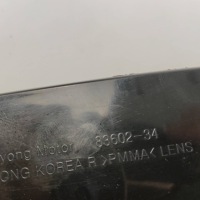 yong Motor 83602-34
ONG KOREA R >PMMA< LENS